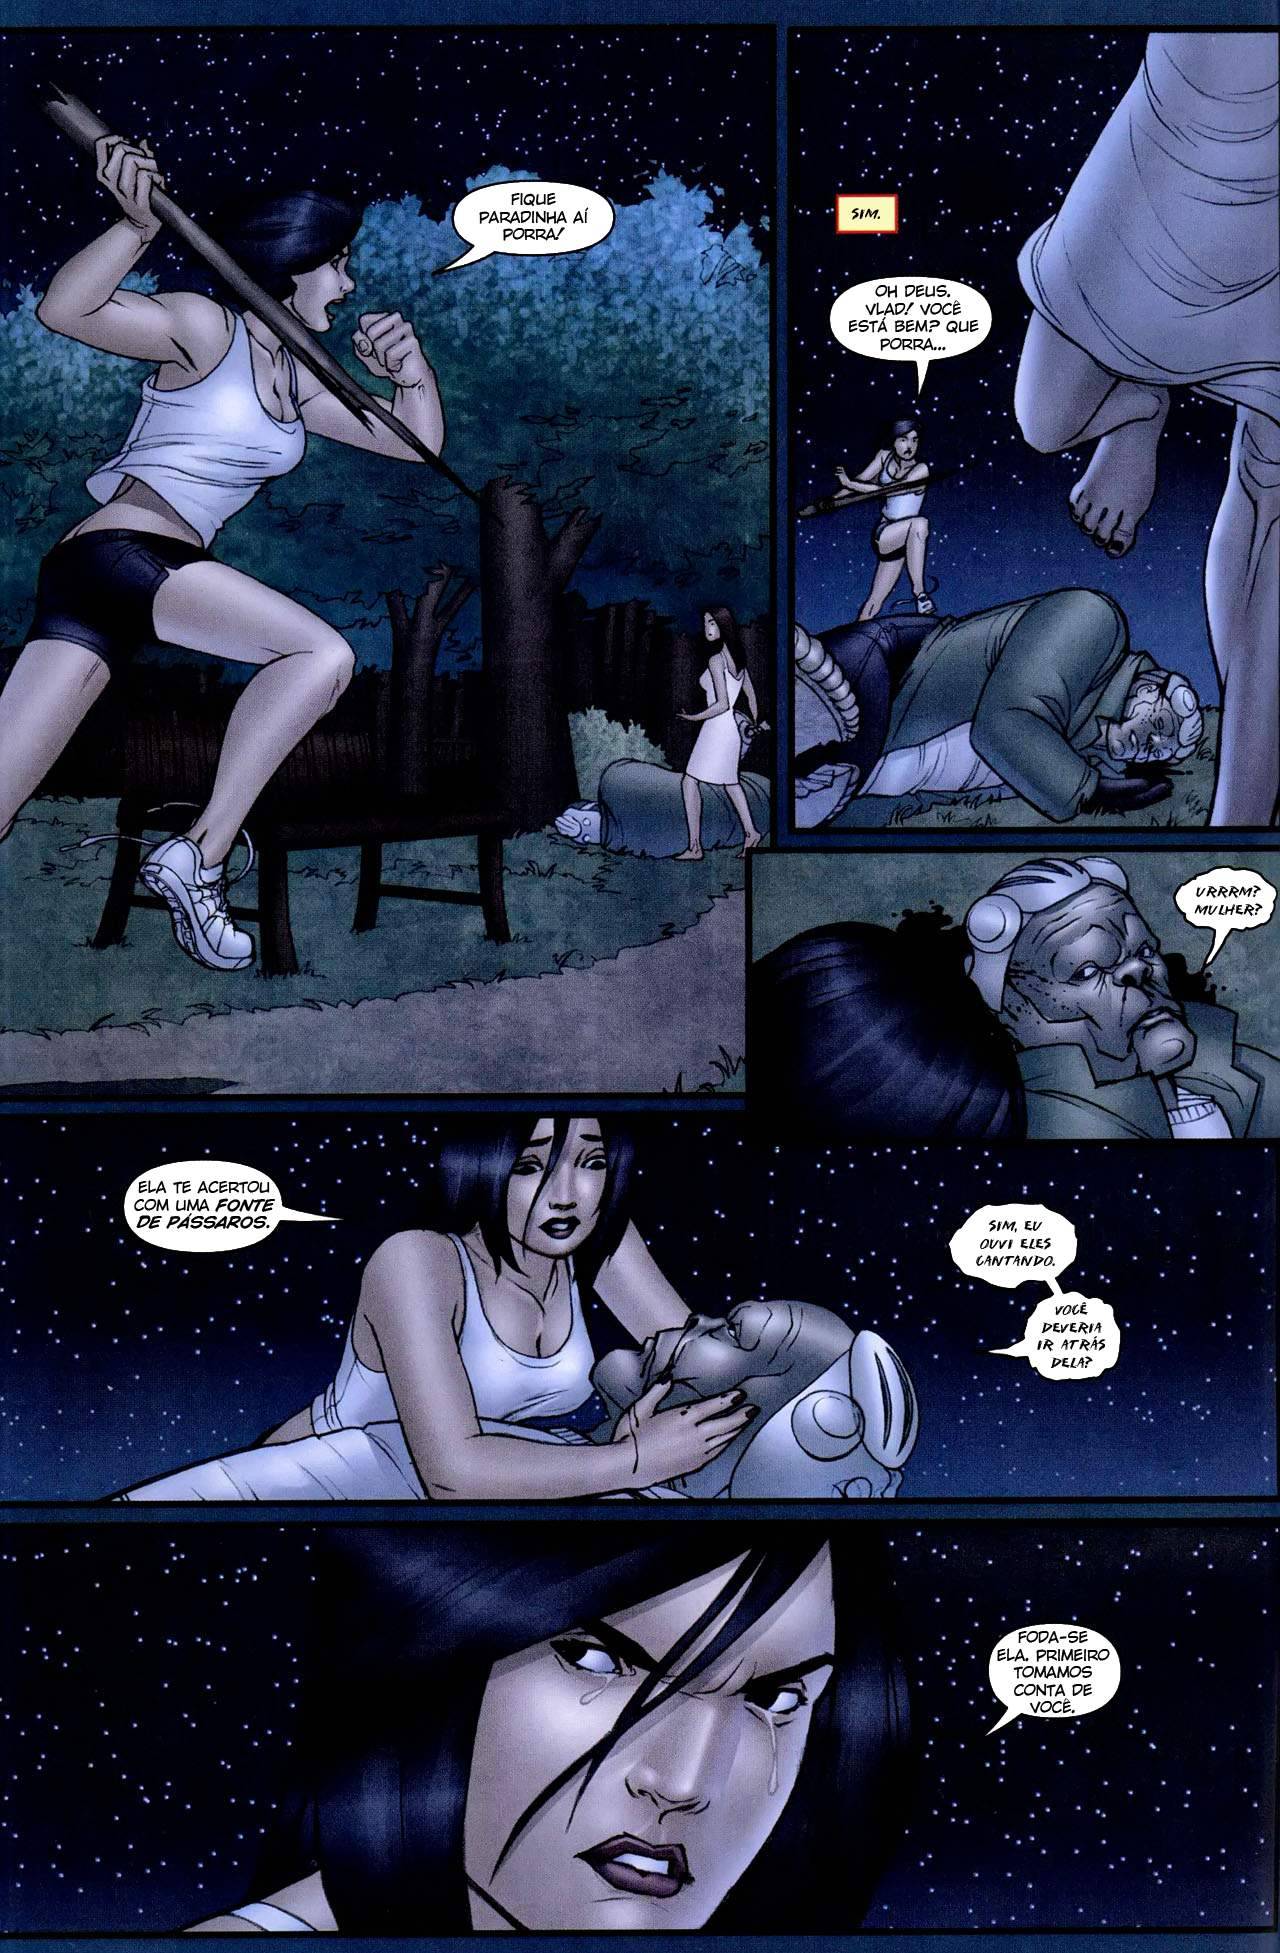 FIQUE
PARADINHA AÍ
PORRA!
SIM.
OH DEUS,
VLAD! VOCÊ
ESTÁ BEM? QUE
PORRA...
URRRM?
MULHER?
ELA TE ACERTOU
COM UMA FONTE
DE PÁSSAROS.
SIM, EU
OUVI ELES
CANTANDO.
VOCÊ
DEVERIA
IR ATRÁS
DELA?
FODA-SE
ELA. PRIMEIRO
TOMAMOS
CONTA DE
VOCÊ.